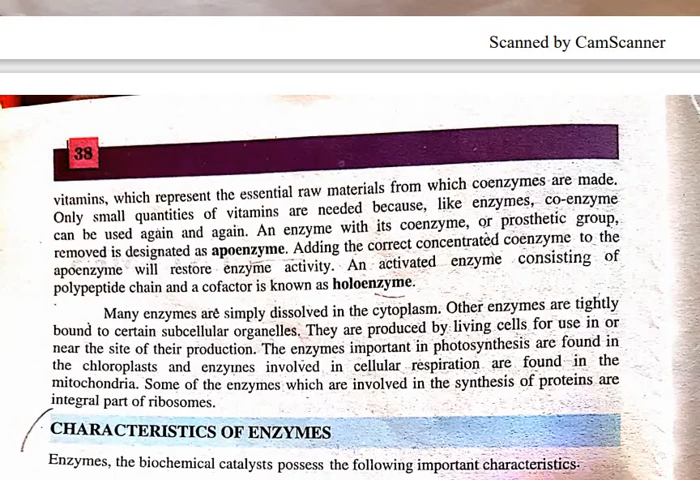 Scanned by CamScanner
38
vitamins, which represent the essential raw materials from which coenzymes are made.
Only small quantities of vitamins are needed because, like enzymes, co-enzyme
can be used again and again. An enzyme with its coenzyme, or prosthetic group,
removed is designated as apoenzyme. Adding the correct concentrated coenzyme to the
apoenzyme will restore enzyme activity. An activated enzyme consisting of
polypeptide chain and a cofactor is known as holoenzyme.
Many enzymes are simply dissolved in the cytoplasm. Other enzymes are tightly
bound to certain subcellular organelles. They are produced by living cells for use in or
near the site of their production. The enzymes important in photosynthesis are found in
the chloroplasts and enzymes involved in cellular respiration are found in the
mitochondria. Some of the enzymes which are involved in the synthesis of proteins are
integral part of ribosomes.
CHARACTERISTICS OF ENZYMES
Enzymes, the biochemical catalysts possess the following important characteristics.